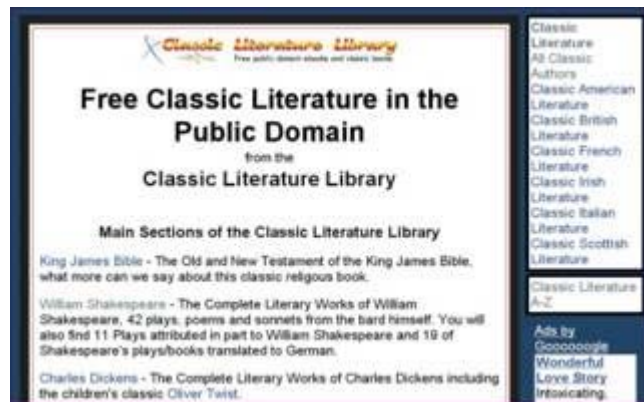 Classic Literature Library
Free public domain ebooks and classic books
Free Classic Literature in the
Public Domain
from the
Classic Literature Library
Main Sections of the Classic Literature Library
King James Bible - The Old and New Testament of the King James Bible,
what more can we say about this classic religous book.
William Shakespeare - The Complete Literary Works of William
Shakespeare, 42 plays, poems and sonnets from the bard himself. You will
also find 11 Plays attributed in part to William Shakespeare and 19 of
Shakespeare's plays/books translated to German.
Charles Dickens - The Complete Literary Works of Charles Dickens including
the children's classic Oliver Twist.
Classic
Literature
All Classic
Authors
Classic American
Literature
Classic British
Literature
Classic French
Literature
Classic Irish
Literature
Classic Italian
Literature
Classic Scottish
Literature
Classic Literature
A-Z
Ads by
Goooooogle
Wonderful
Love Story
Intoxicating,